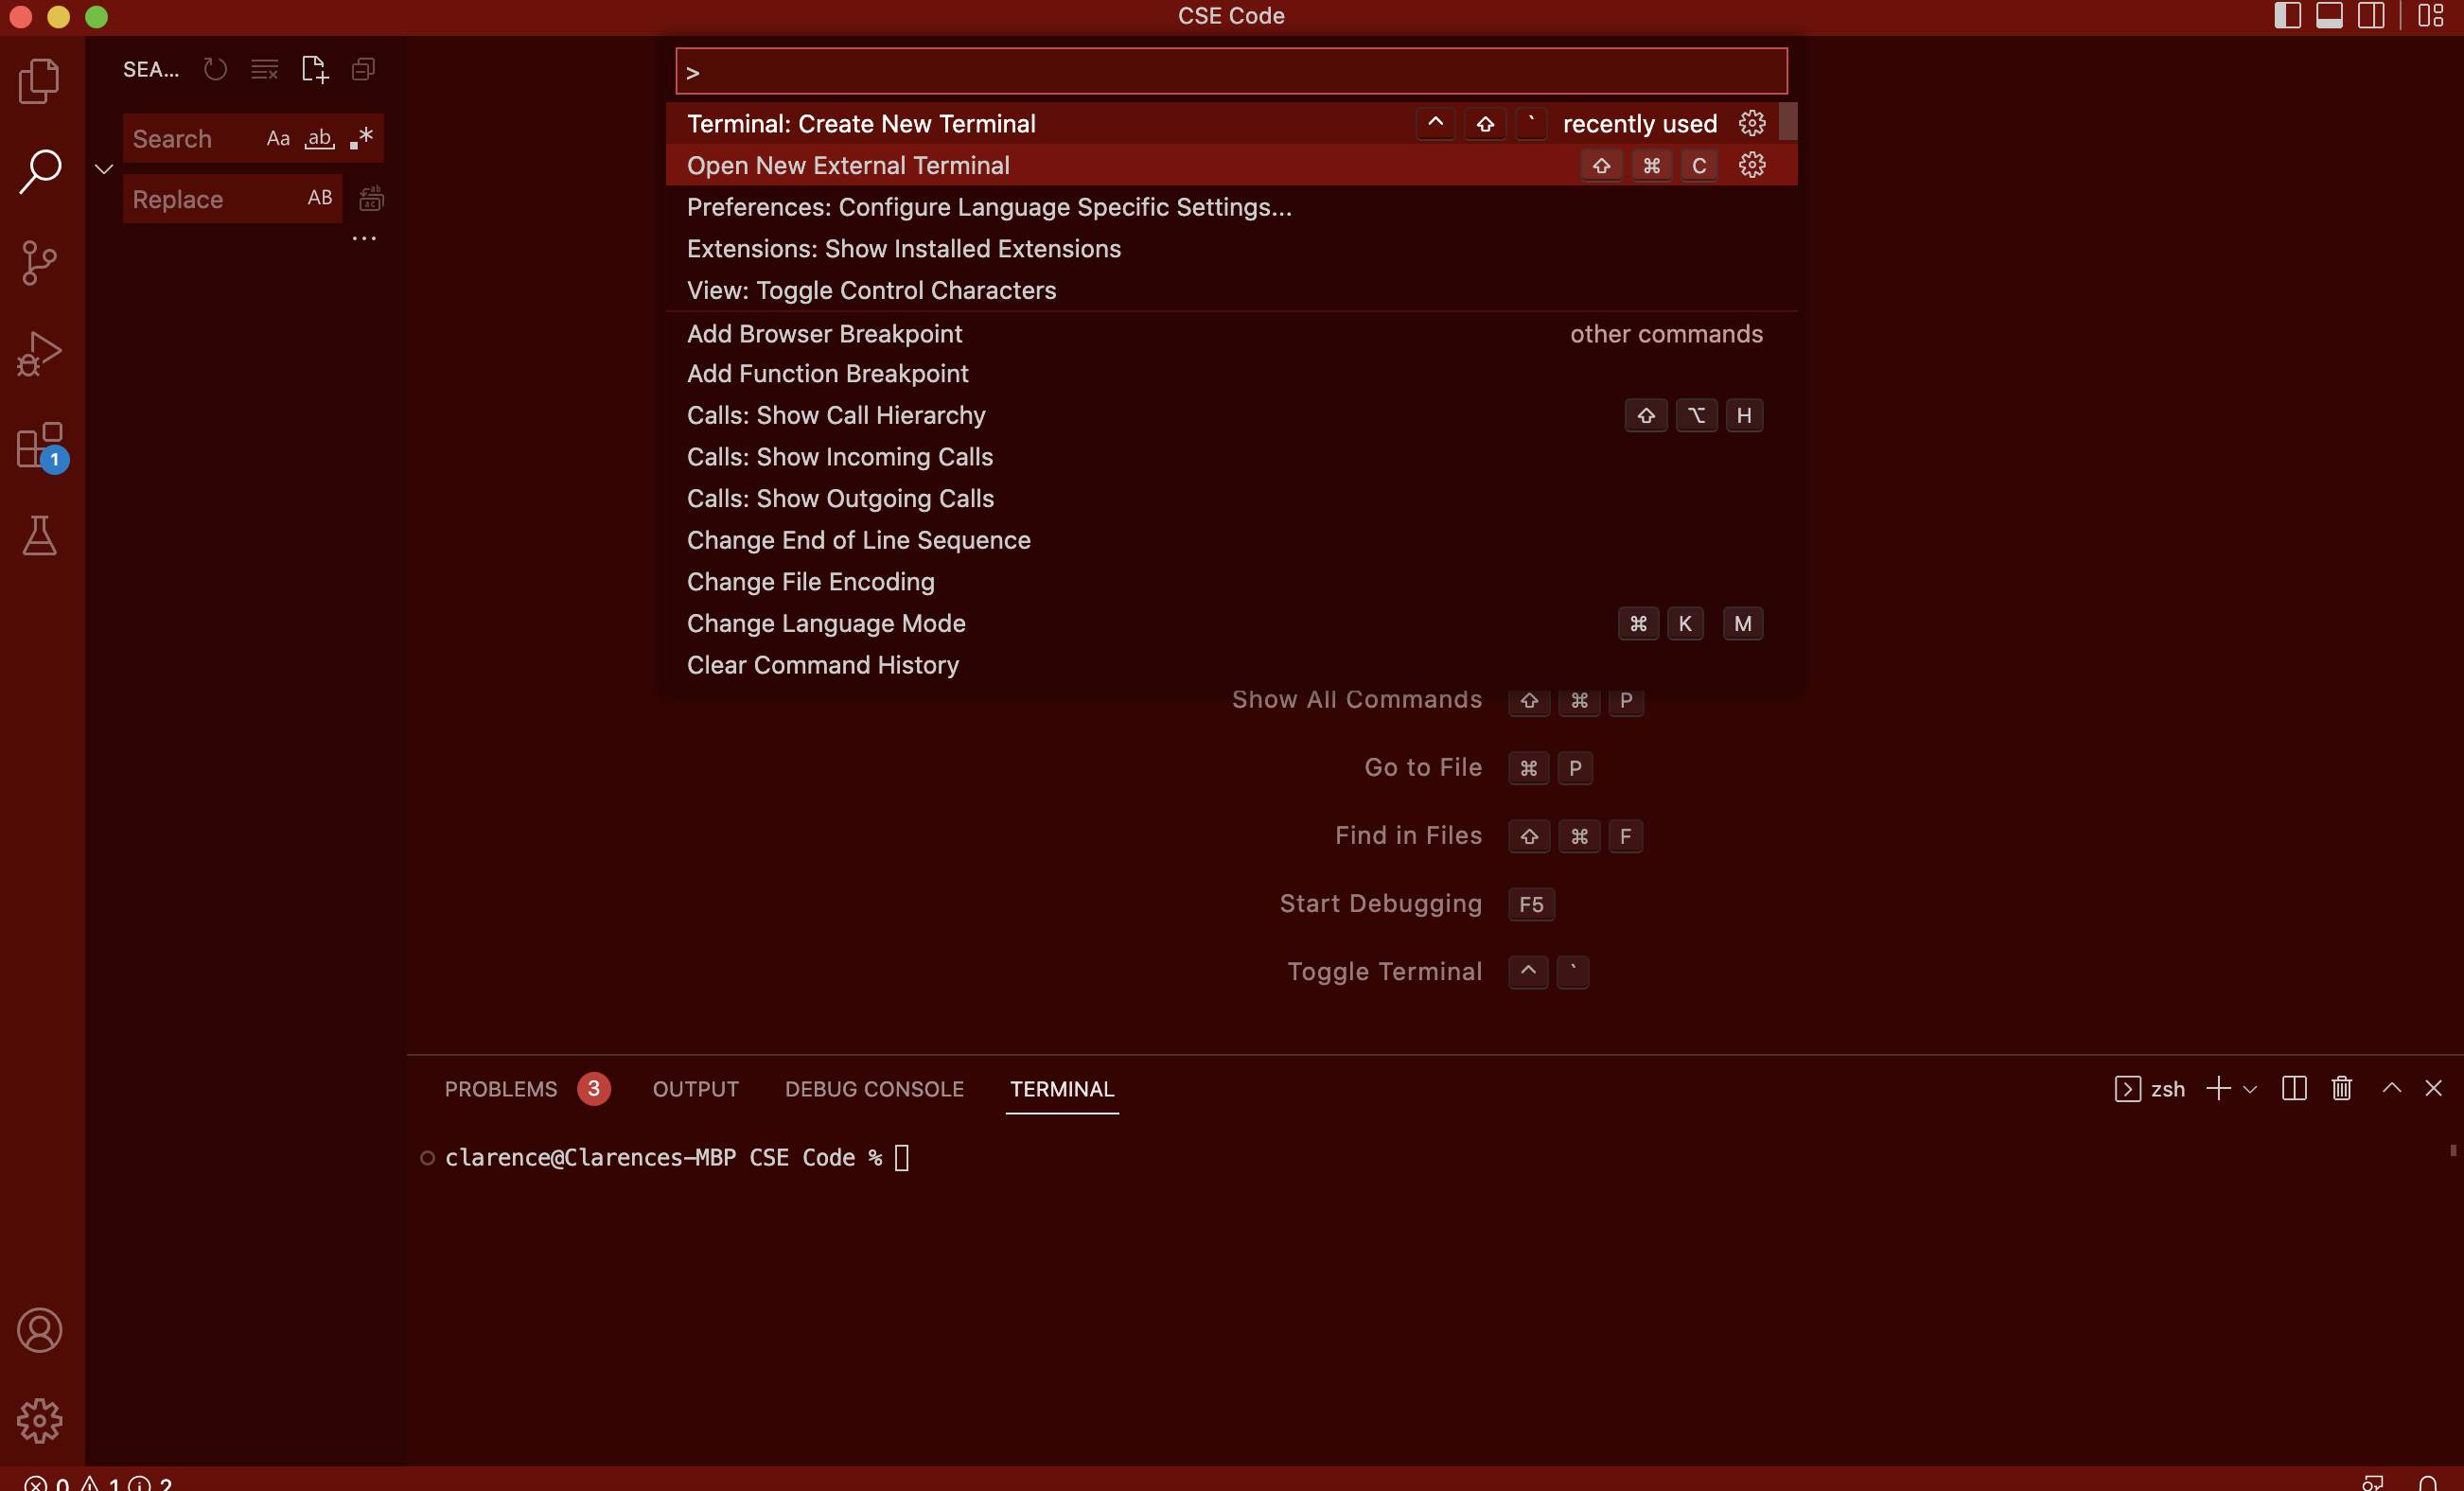 CSE Code
SEA...
Search Aa ab
Replace AB
...
>
Terminal: Create New Terminal ^ ⇧ ` recently used
Open New External Terminal ⇧ ⌘ C
Preferences: Configure Language Specific Settings...
Extensions: Show Installed Extensions
View: Toggle Control Characters
Add Browser Breakpoint other commands
Add Function Breakpoint
Calls: Show Call Hierarchy ⇧ ⌥ H
Calls: Show Incoming Calls
Calls: Show Outgoing Calls
Change End of Line Sequence
Change File Encoding
Change Language Mode ⌘ K M
Clear Command History
1
Show All Commands ⇧ ⌘ P
Go to File ⌘ P
Find in Files ⇧ ⌘ F
Start Debugging F5
Toggle Terminal ^ `
PROBLEMS 3 OUTPUT DEBUG CONSOLE TERMINAL zsh
clarence@Clarences-MBP CSE Code %
0 1 2